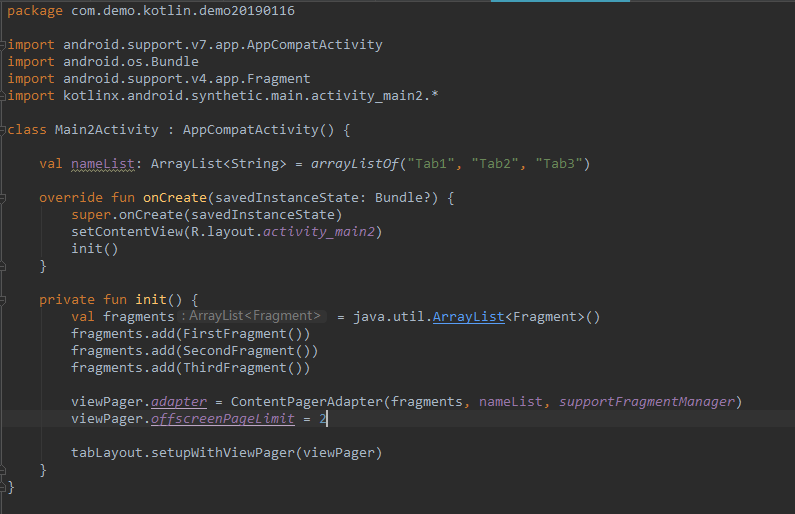 package com.demo.kotlin.demo20190116
import android.support.v7.app.AppCompatActivity
import android.os.Bundle
import android.support.v4.app.Fragment
import kotlinx.android.synthetic.main.activity_main2.*
class Main2Activity : AppCompatActivity() {
val nameList: ArrayList<String> = arrayListOf("Tab1", "Tab2", "Tab3")
override fun onCreate(savedInstanceState: Bundle?) {
super.onCreate(savedInstanceState)
setContentView(R.layout.activity_main2)
init()
}
private fun init() {
val fragments : ArrayList<Fragment> = java.util.ArrayList<Fragment>()
fragments.add(FirstFragment())
fragments.add(SecondFragment())
fragments.add(ThirdFragment())
viewPager.adapter = ContentPagerAdapter(fragments, nameList, supportFragmentManager)
viewPager.offscreenPageLimit = 2
tabLayout.setupWithViewPager(viewPager)
}
}